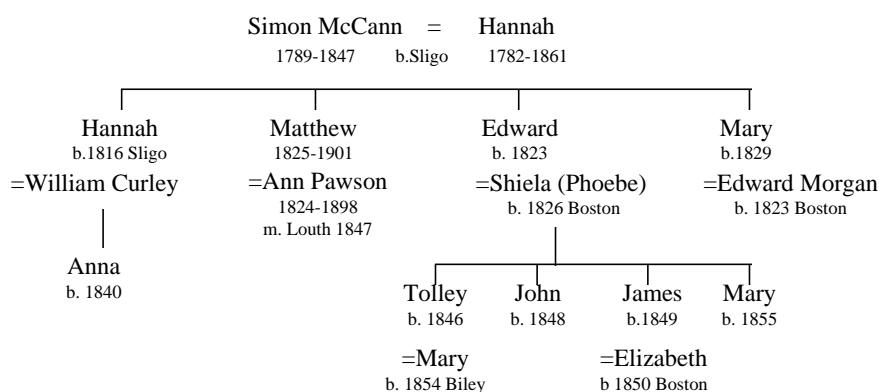 Simon McCann = Hannah
1789-1847 b.Sligo 1782-1861
Hannah Matthew Edward Mary
b.1816 Sligo 1825-1901 b. 1823 b.1829
=William Curley =Ann Pawson =Shiela (Phoebe) =Edward Morgan
1824-1898 b. 1826 Boston b. 1823 Boston
m. Louth 1847
Anna
b. 1840
Tolley John James Mary
b. 1846 b. 1848 b.1849 b. 1855
=Mary =Elizabeth
b. 1854 Biley b 1850 Boston